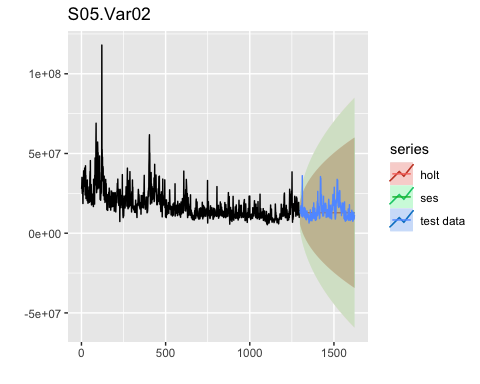 S05.Var02
1e+08
5e+07
0e+00
-5e+07
0 500 1000 1500
series
holt
ses
test data